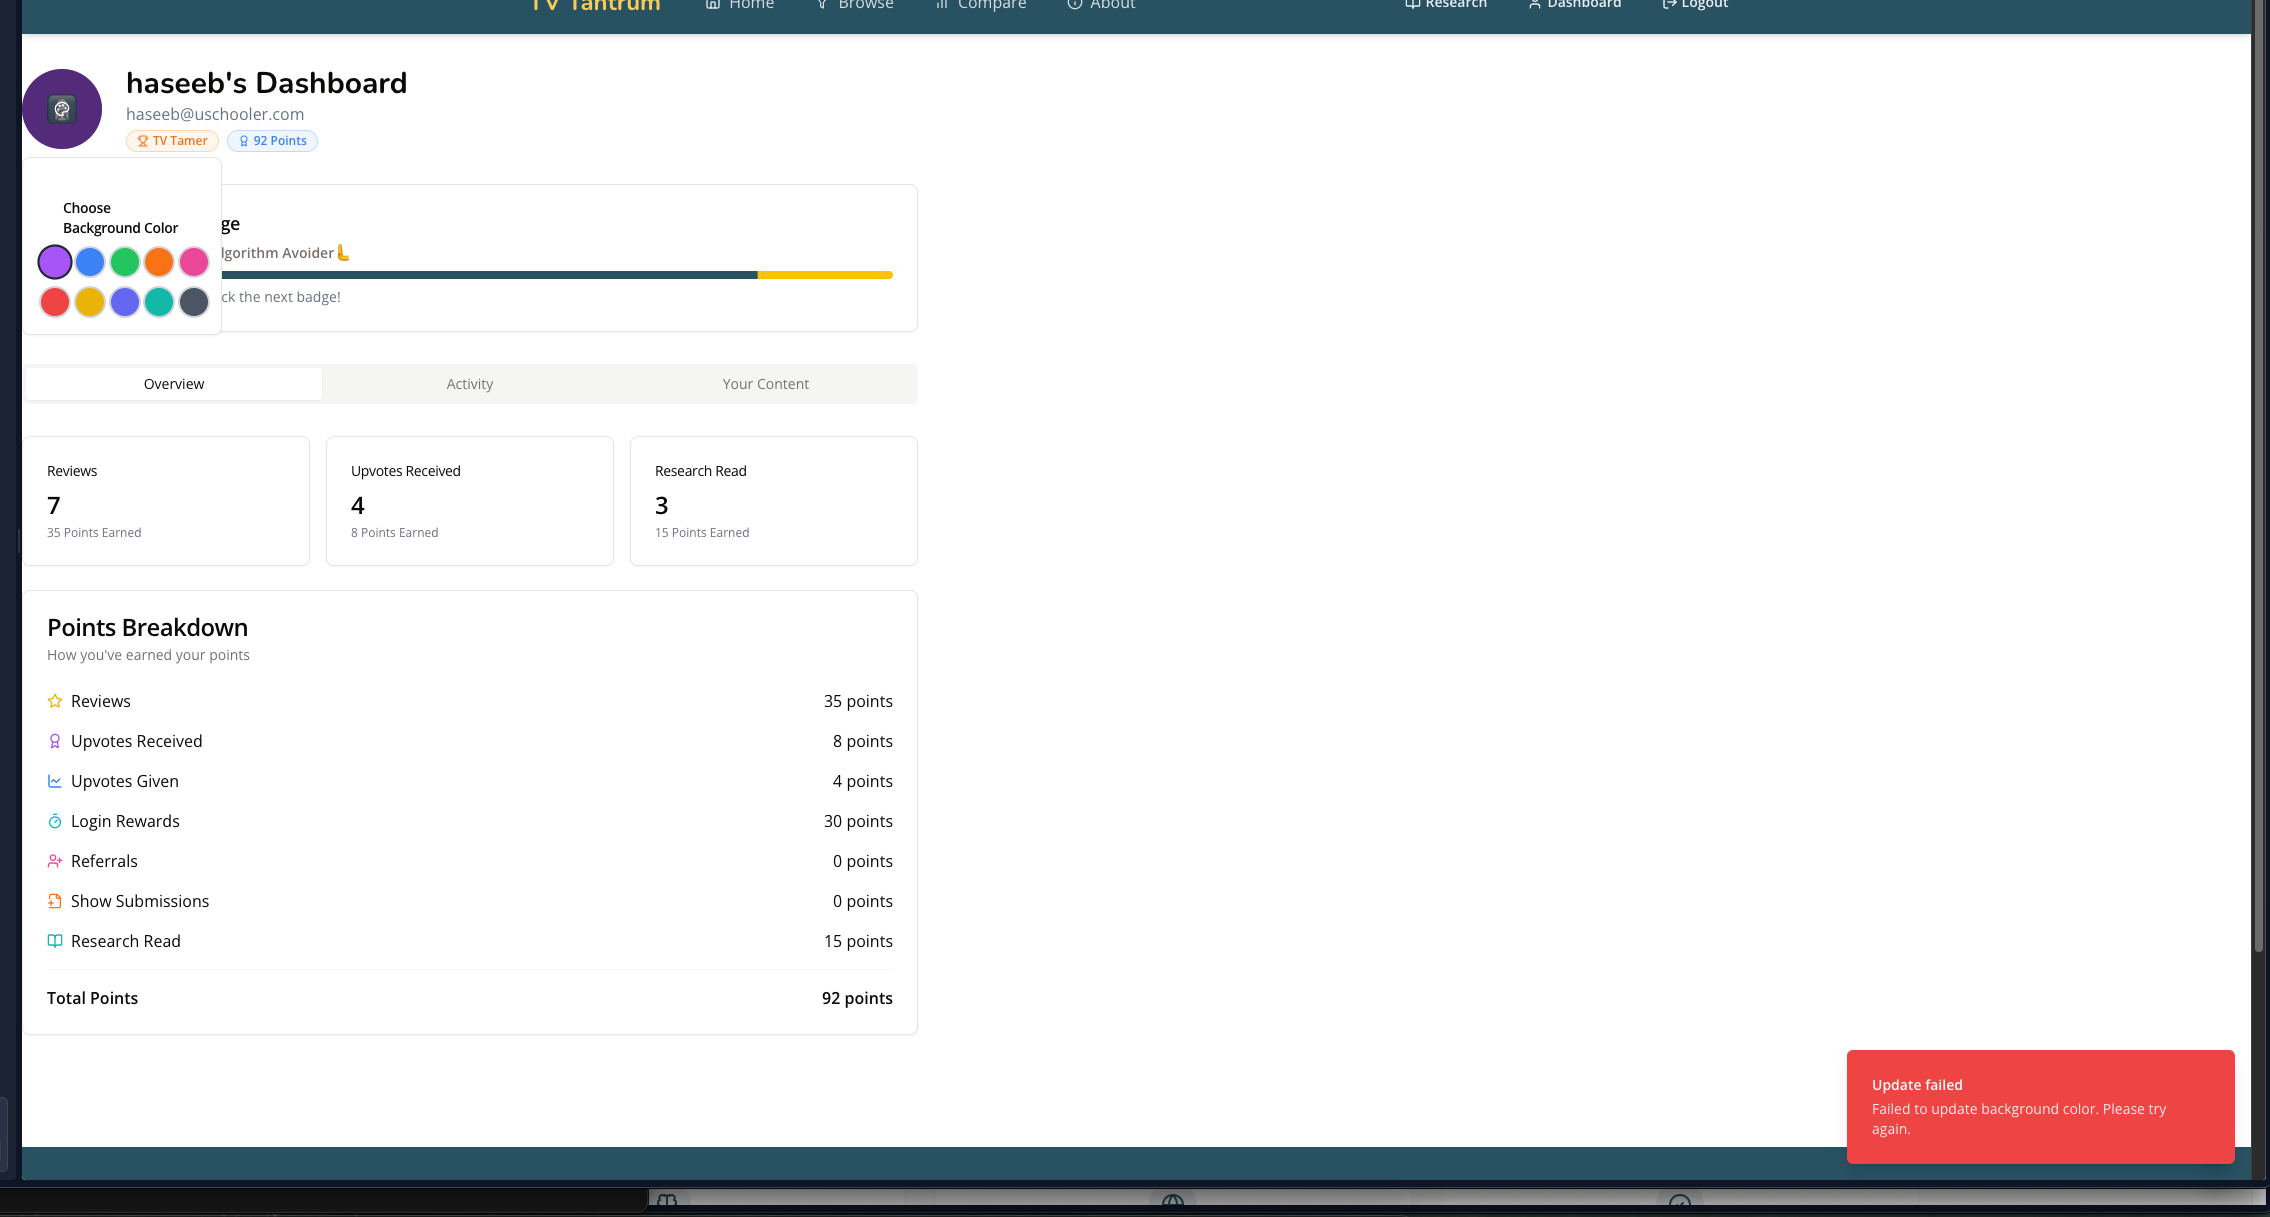 TV Tantrum
Home
Browse
Compare
About
Research
Dashboard
Logout
haseeb's Dashboard
haseeb@uschooler.com
TV Tamer
92 Points
Choose
Background Color
ge
lgorithm Avoider
ck the next badge!
Overview
Activity
Your Content
Reviews
7
35 Points Earned
Upvotes Received
4
8 Points Earned
Research Read
3
15 Points Earned
Points Breakdown
How you've earned your points
Reviews 35 points
Upvotes Received 8 points
Upvotes Given 4 points
Login Rewards 30 points
Referrals 0 points
Show Submissions 0 points
Research Read 15 points
Total Points 92 points
Update failed
Failed to update background color. Please try
again.